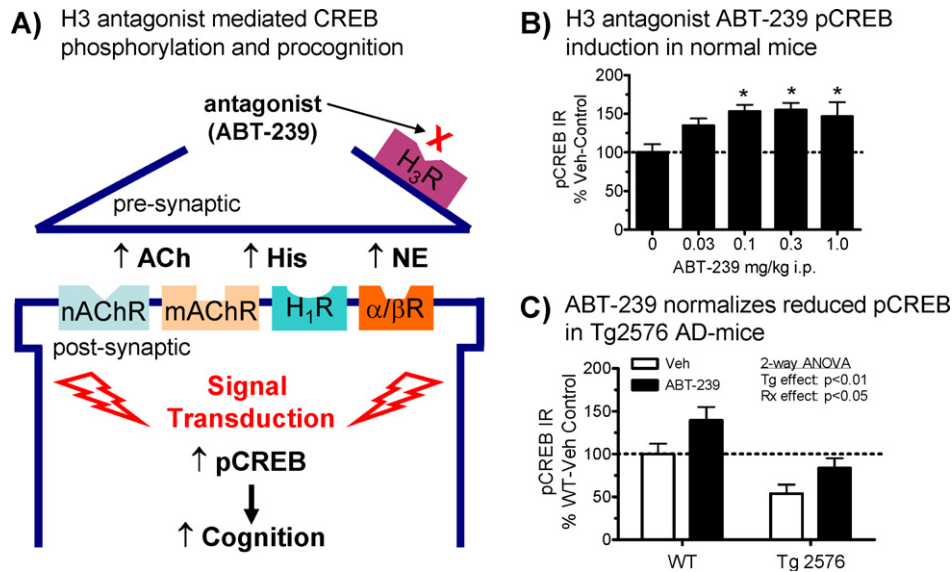 A) H3 antagonist mediated CREB
phosphorylation and procognition
antagonist
(ABT-239)
X
H₃R
pre-synaptic
↑ ACh ↑ His ↑ NE
nAChR mAChR H₁R α/βR
post-synaptic
Signal
Transduction
↑ pCREB
↑ Cognition
B) H3 antagonist ABT-239 pCREB
induction in normal mice
pCREB IR
% Veh-Control
200
150
100
50
0
* * *
0 0.03 0.1 0.3 1.0
ABT-239 mg/kg i.p.
C) ABT-239 normalizes reduced pCREB
in Tg2576 AD-mice
pCREB IR
% WT-Veh Control
200
150
100
50
0
Veh
ABT-239
2-way ANOVA
Tg effect: p<0.01
Rx effect: p<0.05
WT Tg 2576